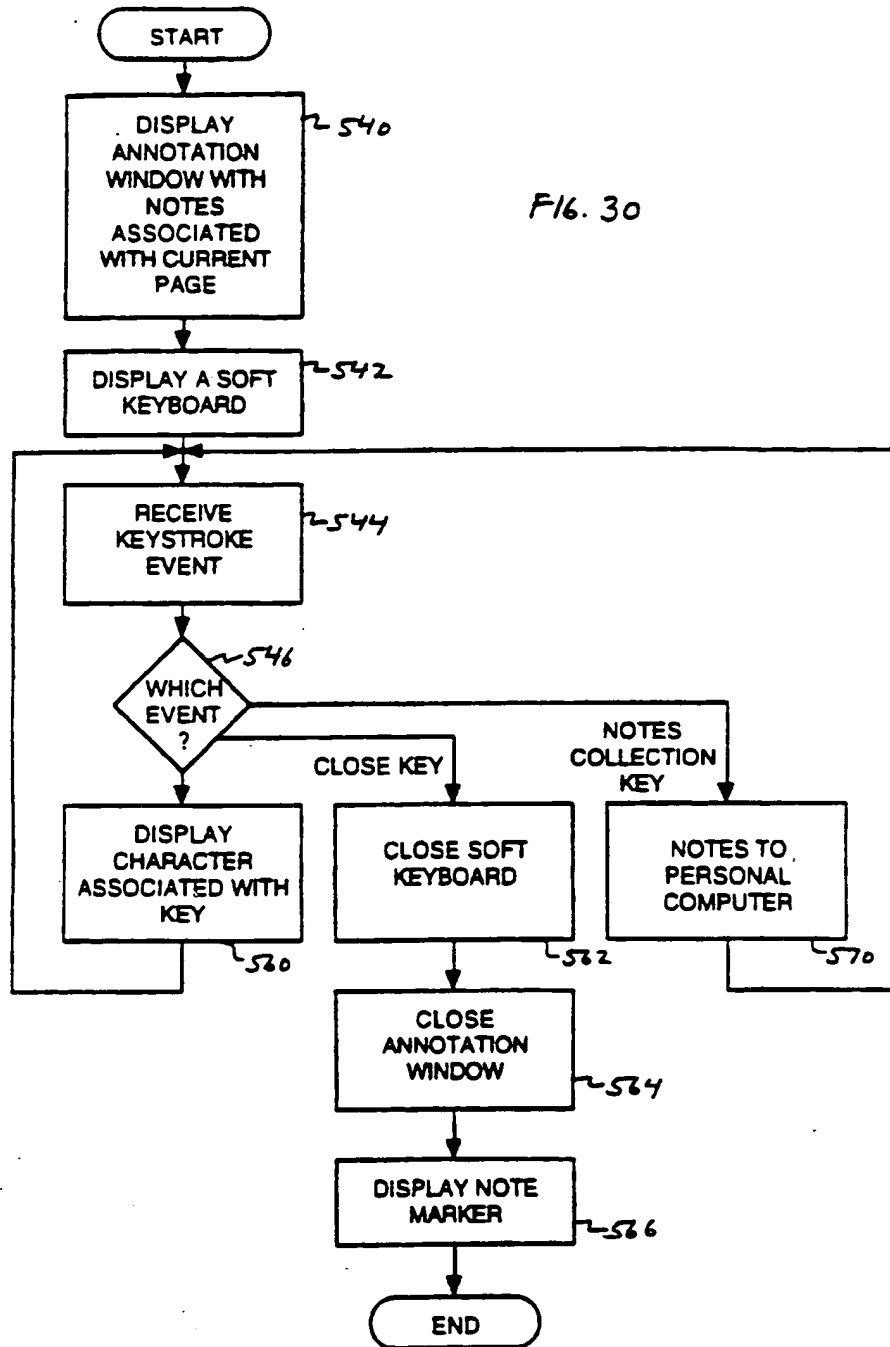 START
DISPLAY
ANNOTATION
WINDOW WITH
NOTES
ASSOCIATED
WITH CURRENT
PAGE
540
FIG. 30
DISPLAY A SOFT
KEYBOARD
542
RECEIVE
KEYSTROKE
EVENT
544
WHICH
EVENT
?
546
CLOSE KEY
NOTES
COLLECTION
KEY
DISPLAY
CHARACTER
ASSOCIATED WITH
KEY
560
CLOSE SOFT
KEYBOARD
562
NOTES TO
PERSONAL
COMPUTER
570
CLOSE
ANNOTATION
WINDOW
564
DISPLAY NOTE
MARKER
566
END